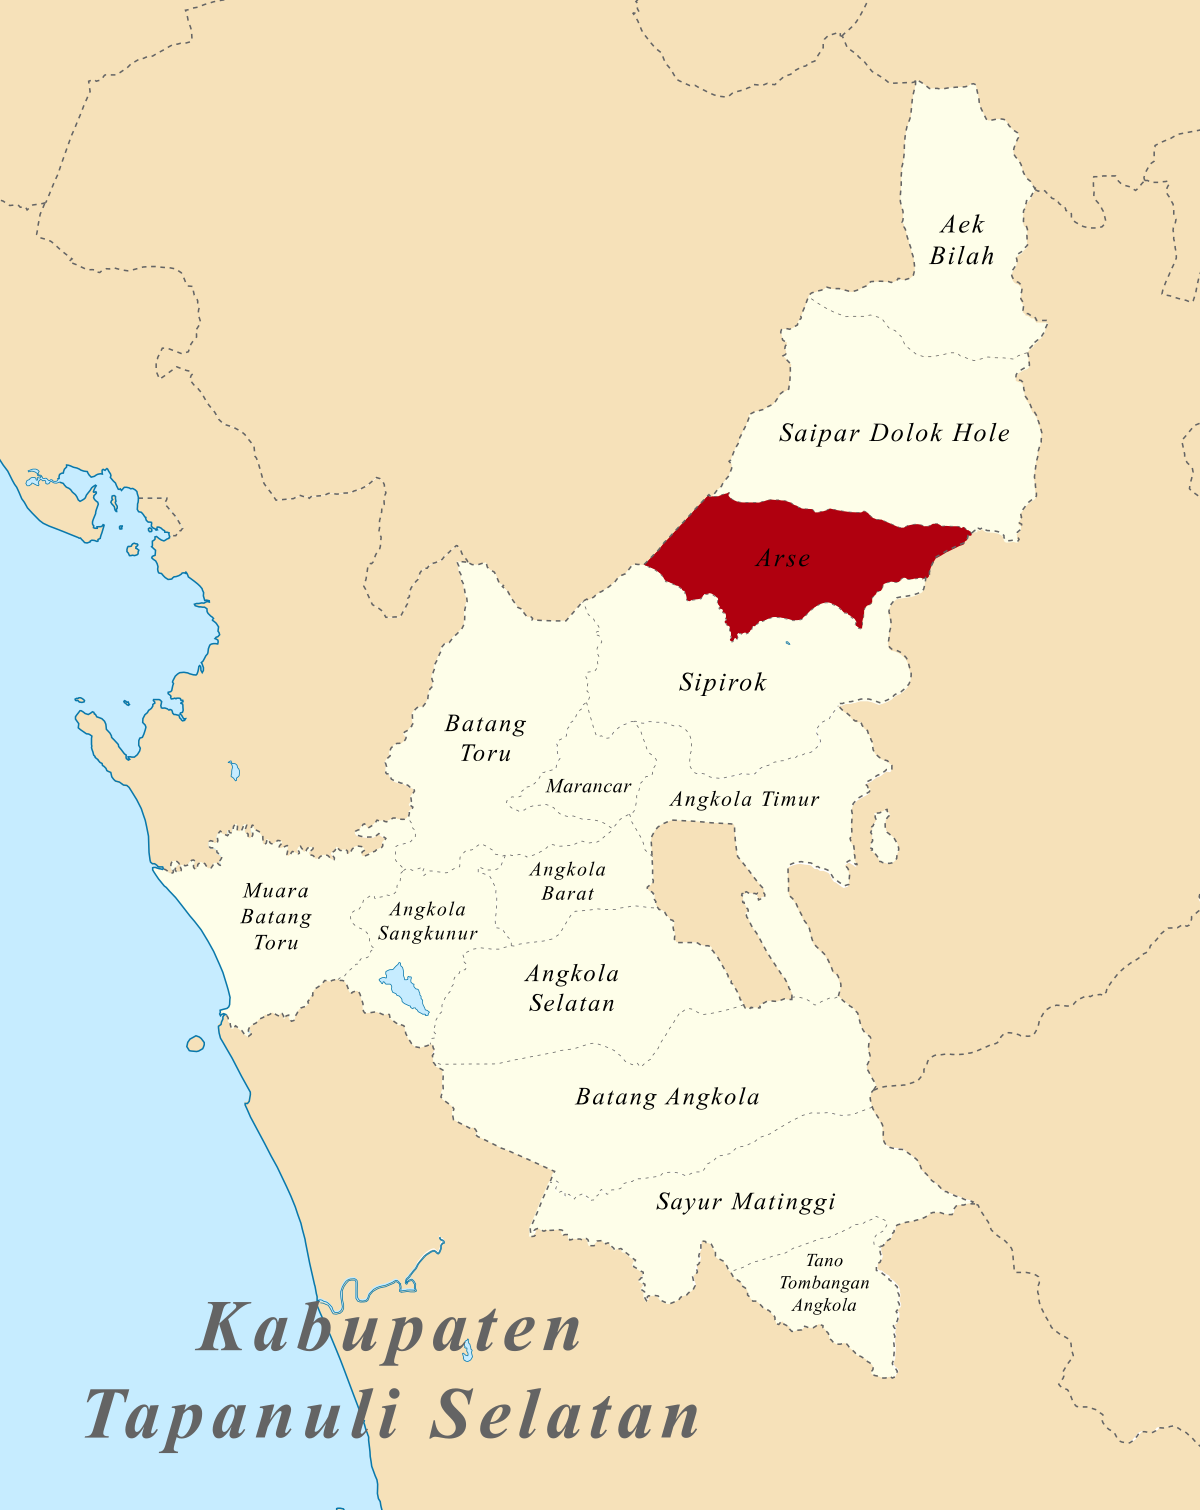 Aek
Bilah
Saipar Dolok Hole
Arse
Sipirok
Batang
Toru
Marancar
Angkola Timur
Angkola
Barat
Muara
Batang
Toru
Angkola
Sangkunur
Angkola
Selatan
Batang Angkola
Sayur Matinggi
Tano
Tombangan
Angkola
Kabupaten
Tapanuli Selatan